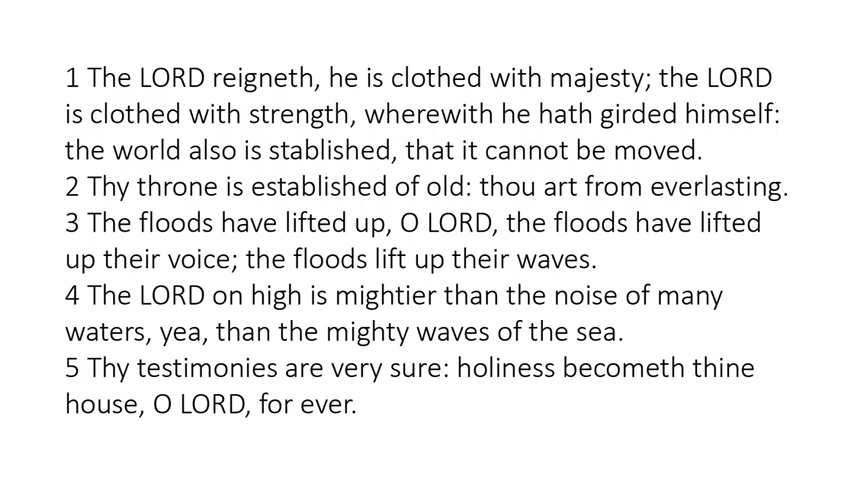 1 The LORD reigneth, he is clothed with majesty; the LORD
is clothed with strength, wherewith he hath girded himself:
the world also is stablished, that it cannot be moved.
2 Thy throne is established of old: thou art from everlasting.
3 The floods have lifted up, O LORD, the floods have lifted
up their voice; the floods lift up their waves.
4 The LORD on high is mightier than the noise of many
waters, yea, than the mighty waves of the sea.
5 Thy testimonies are very sure: holiness becometh thine
house, O LORD, for ever.